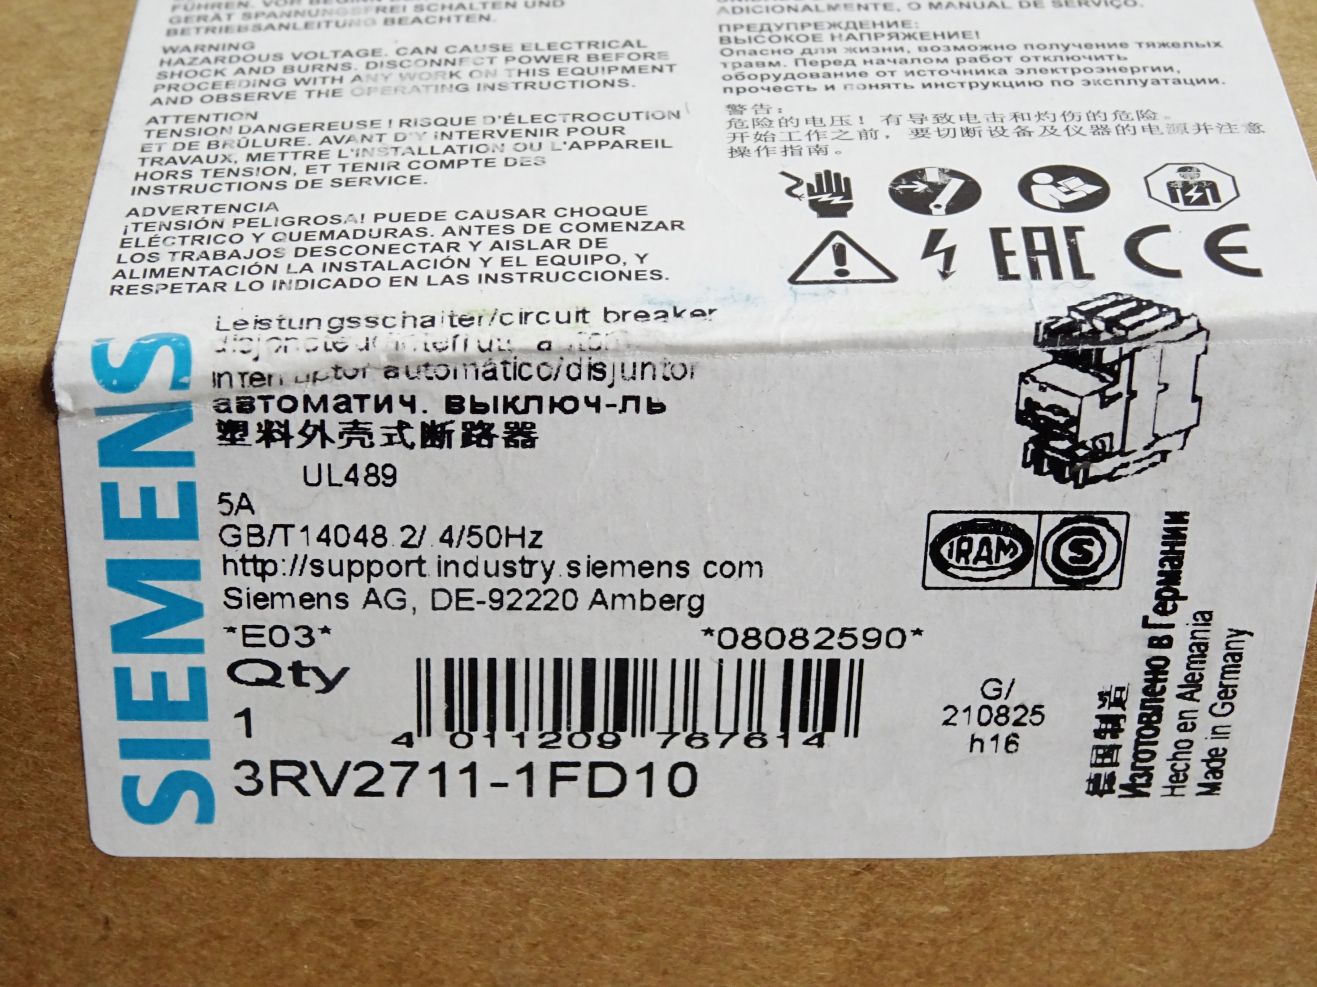 FÜHREN. VOR BEGINN
GERÄT SPANNUNGSFREI SCHALTEN UND
BETRIEBSANLEITUNG BEACHTEN.
WARNING
HAZARDOUS VOLTAGE. CAN CAUSE ELECTRICAL
SHOCK AND BURNS. DISCONNECT POWER BEFORE
PROCEEDING WITH ANY WORK ON THIS EQUIPMENT
AND OBSERVE THE OPERATING INSTRUCTIONS.
ATTENTION
TENSION DANGEREUSE ! RISQUE D'ÉLECTROCUTION
ET DE BRÛLURE. AVANT D'Y INTERVENIR POUR
TRAVAUX, METTRE L'INSTALLATION OU L'APPAREIL
HORS TENSION, ET TENIR COMPTE DES
INSTRUCTIONS DE SERVICE.
ADVERTENCIA
¡TENSIÓN PELIGROSA! PUEDE CAUSAR CHOQUE
ELÉCTRICO Y QUEMADURAS. ANTES DE COMENZAR
LOS TRABAJOS DESCONECTAR Y AISLAR DE
ALIMENTACIÓN LA INSTALACIÓN Y EL EQUIPO, Y
RESPETAR LO INDICADO EN LAS INSTRUCCIONES.
ADICIONALMENTE, O MANUAL DE SERVIÇO.
ПРЕДУПРЕЖДЕНИЕ:
ВЫСОКОЕ НАПРЯЖЕНИЕ!
Опасно для жизни, возможно получение тяжелых
травм. Перед началом работ отключить
оборудование от источника электроэнергии,
прочесть и понять инструкцию по эксплуатации.
警告:
危险的电压! 有导致电击和灼伤的危险。
开始工作之前, 要切断设备及仪器的电源并注意
操作指南。
EAC CE
SIEMENS
Leistungsschalter/circuit breaker
interruptor automático/disjuntor
автоматич. выключ-ль
塑料外壳式断路器
UL489
5A
GB/T14048.2/.4/50Hz
http://support.industry.siemens.com
Siemens AG, DE-92220 Amberg
*E03* *08082590*
Qty
1
4 011209 767614
3RV2711-1FD10
IRAM S
G/
210825
h16
德国制造
Изготовлено в Германии
Hecho en Alemania
Made in Germany